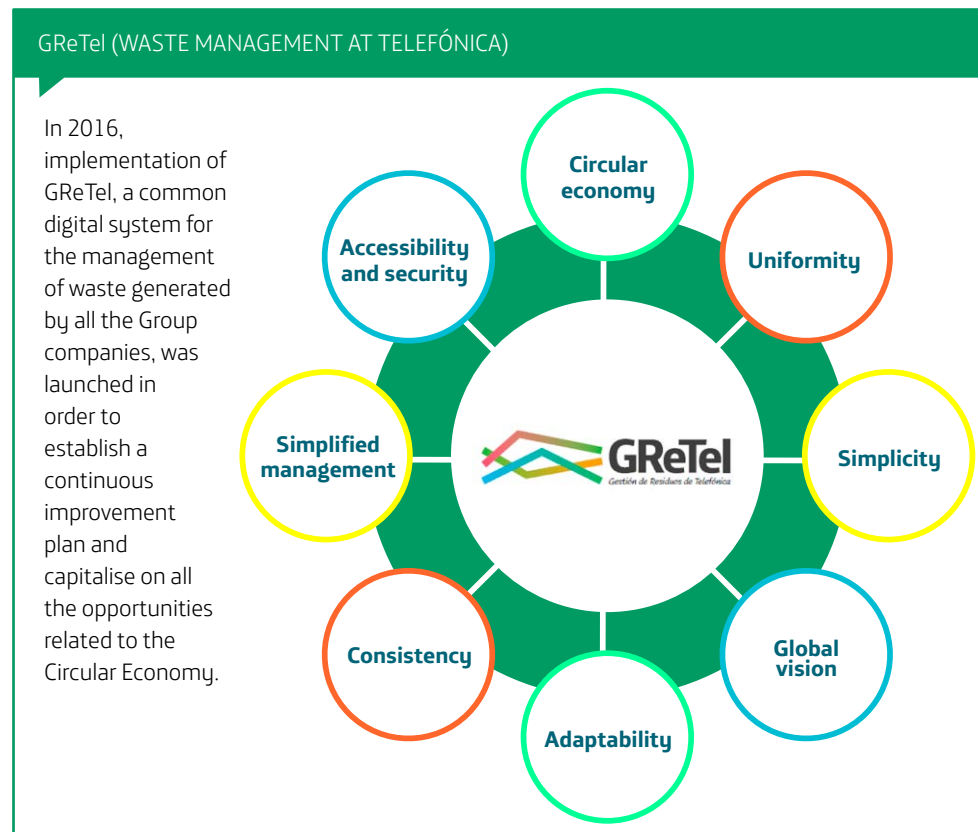 GReTel (WASTE MANAGEMENT AT TELEFÓNICA)
In 2016,
implementation of
GReTel, a common
digital system for
the management
of waste generated
by all the Group
companies, was
launched in
order to
establish a
continuous
improvement
plan and
capitalise on all
the opportunities
related to the
Circular Economy.
Circular
economy
Uniformity
Simplicity
Global
vision
Adaptability
Consistency
Simplified
management
Accessibility
and security
GReTel
Gestión de Residuos de Telefónica